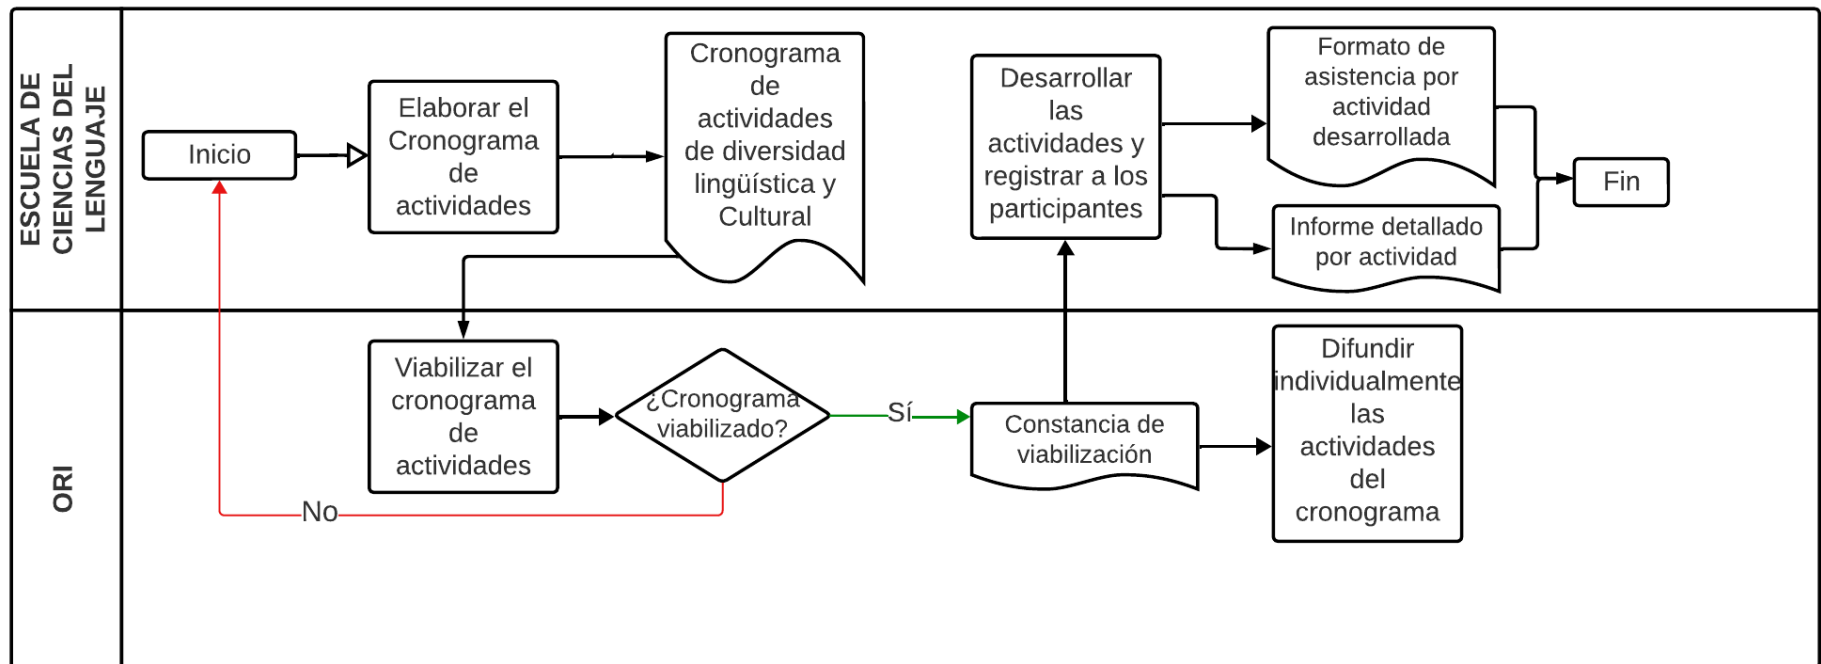 ESCUELA DE
CIENCIAS DEL
LENGUAJE
Inicio
Elaborar el
Cronograma
de
actividades
Cronograma
de
actividades
de diversidad
lingüística y
Cultural
Desarrollar
las
actividades y
registrar a los
participantes
Formato de
asistencia por
actividad
desarrollada
Informe detallado
por actividad
Fin
ORI
Viabilizar el
cronograma
de
actividades
¿Cronograma
viabilizado?
Sí
No
Constancia de
viabilización
Difundir
individualmente
las
actividades
del
cronograma